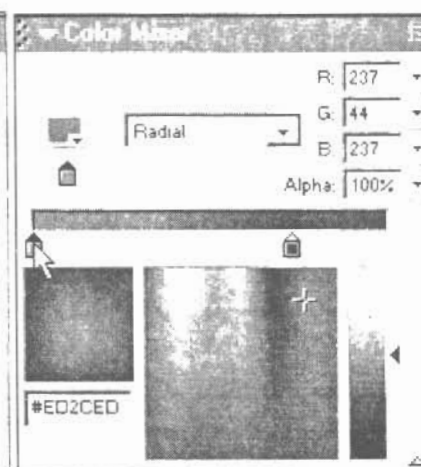 Color Mixer
R: 237
G: 44
Radial
B: 237
Alpha: 100%
#ED2CED